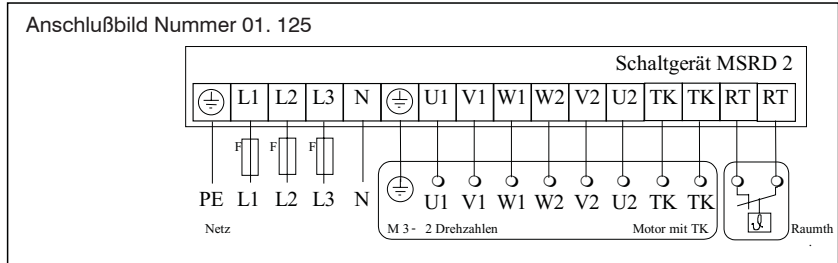 Anschlußbild Nummer 01. 125
Schaltgerät MSRD 2
L1 L2 L3 N U1 V1 W1 W2 V2 U2 TK TK RT RT
F F F
PE L1 L2 L3 N U1 V1 W1 W2 V2 U2 TK TK
ϑ
Netz M 3- 2 Drehzahlen Motor mit TK Raumth
.